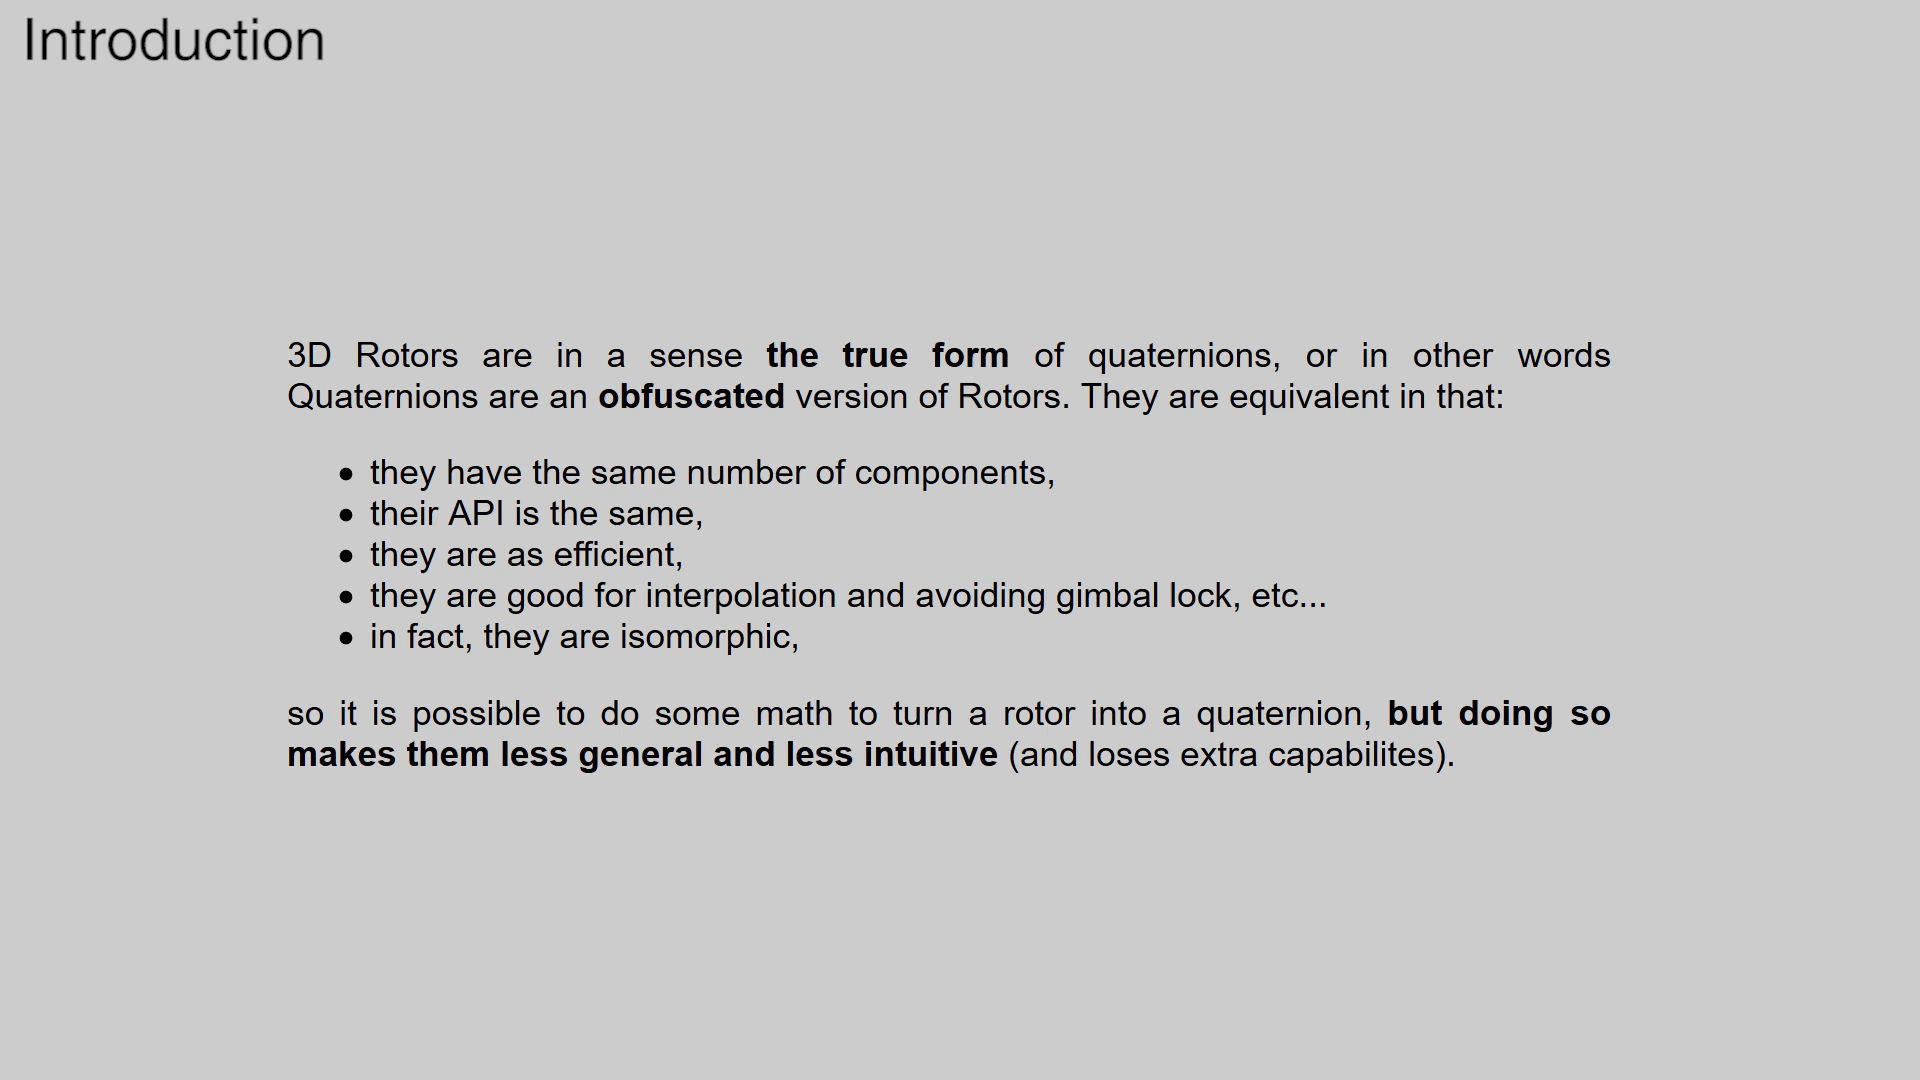 Introduction
3D Rotors are in a sense the true form of quaternions, or in other words
Quaternions are an obfuscated version of Rotors. They are equivalent in that:
• they have the same number of components,
• their API is the same,
• they are as efficient,
• they are good for interpolation and avoiding gimbal lock, etc...
• in fact, they are isomorphic,
so it is possible to do some math to turn a rotor into a quaternion, but doing so
makes them less general and less intuitive (and loses extra capabilites).